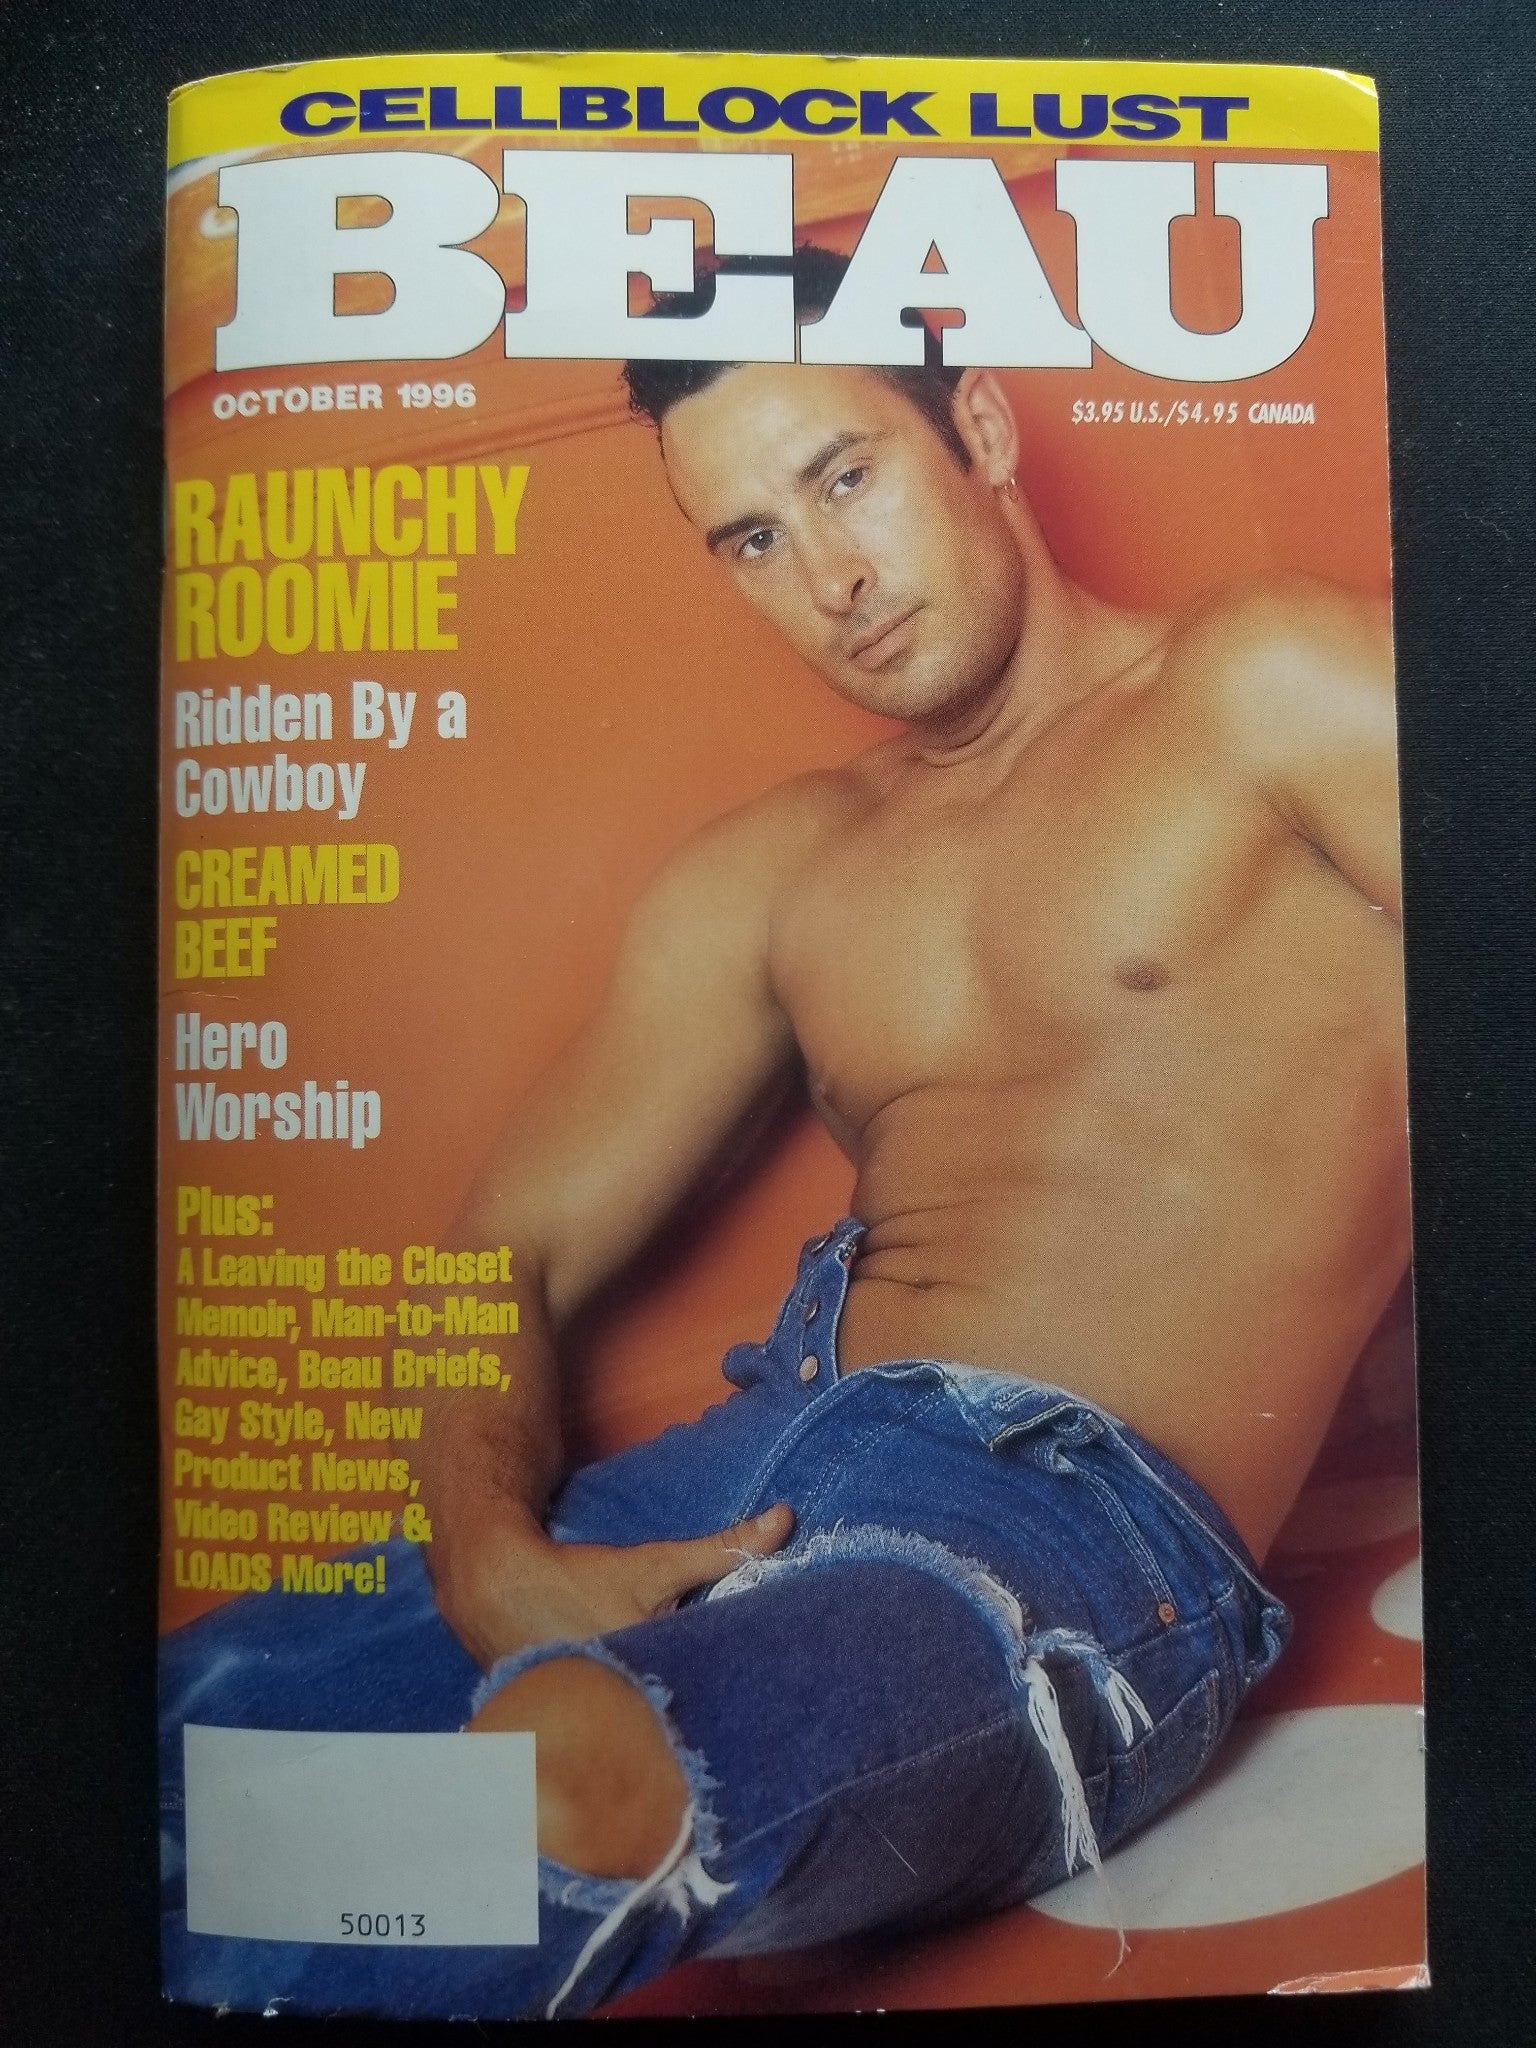 CELLBLOCK LUST
BEAU
OCTOBER 1996
$3.95 U.S./$4.95 CANADA
RAUNCHY
ROOMIE
Ridden By a
Cowboy
CREAMED
BEEF
Hero
Worship
Plus:
A Leaving the Closet
Memoir, Man-to-Man
Advice, Beau Briefs,
Gay Style, New
Product News,
Video Review &
LOADS More!
50013